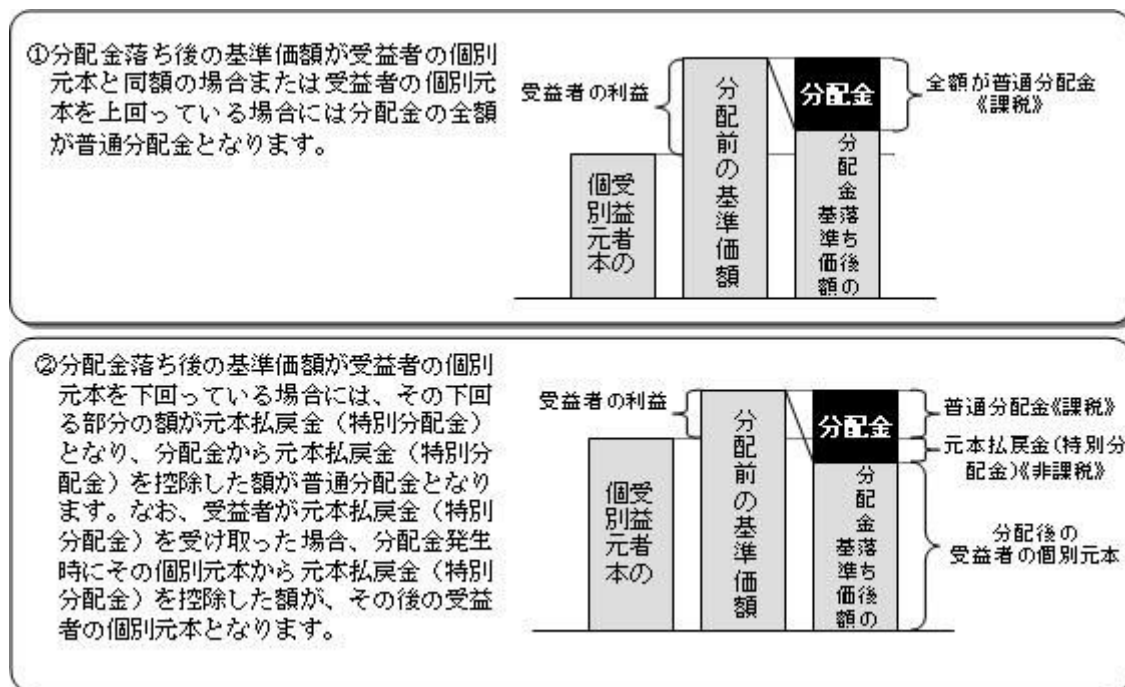 ①分配金落ち後の基準価額が受益者の個別
元本と同額の場合または受益者の個別元
本を上回っている場合には分配金の全額
が普通分配金となります。
受益者の利益
受益者の
個別元本
分配前の基準価額
分配金
分配金落ち後の
基準価額
全額が普通分配金
《課税》
②分配金落ち後の基準価額が受益者の個別
元本を下回っている場合には、その下回
る部分の額が元本払戻金（特別分配金）
となり、分配金から元本払戻金（特別分
配金）を控除した額が普通分配金となり
ます。なお、受益者が元本払戻金（特別
分配金）を受け取った場合、分配金発生
時にその個別元本から元本払戻金（特別
分配金）を控除した額が、その後の受益
者の個別元本となります。
受益者の利益
受益者の
個別元本
分配前の基準価額
分配金
分配金落ち後の
基準価額
普通分配金《課税》
元本払戻金（特別分
配金）《非課税》
分配後の
受益者の個別元本